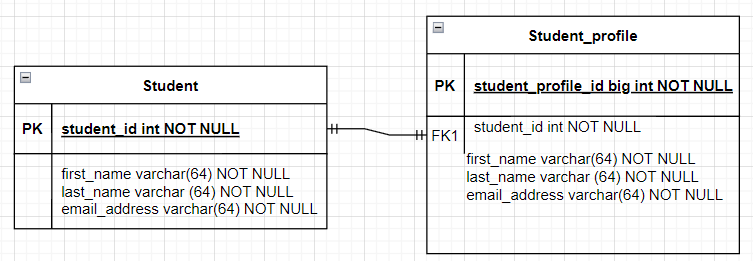 Student
PK student_id int NOT NULL
first_name varchar(64) NOT NULL
last_name varchar (64) NOT NULL
email_address varchar(64) NOT NULL
Student_profile
PK student_profile_id big int NOT NULL
FK1 student_id int NOT NULL
first_name varchar(64) NOT NULL
last_name varchar (64) NOT NULL
email_address varchar(64) NOT NULL